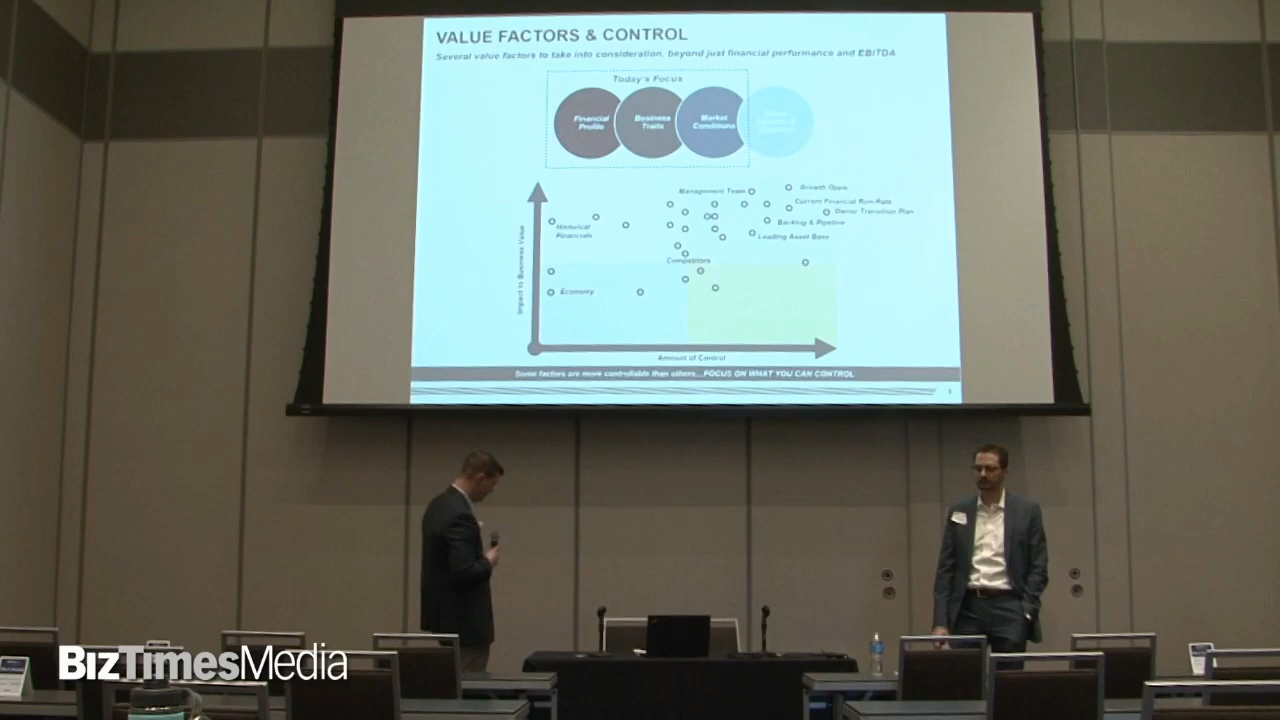 VALUE FACTORS & CONTROL
Several value factors to take into consideration, beyond just financial performance and EBITDA
Today's Focus
Financial
Profile
Business
Traits
Market
Conditions
Management Team
Growth Opps
Current Financial Run-Rate
Owner Transition Plan
Backlog & Pipeline
Leading Asset Base
Historical
Financials
Competitors
Economy
Impact to Business Value
Amount of Control
Some factors are more controllable than others...FOCUS ON WHAT YOU CAN CONTROL
BizTimesMedia